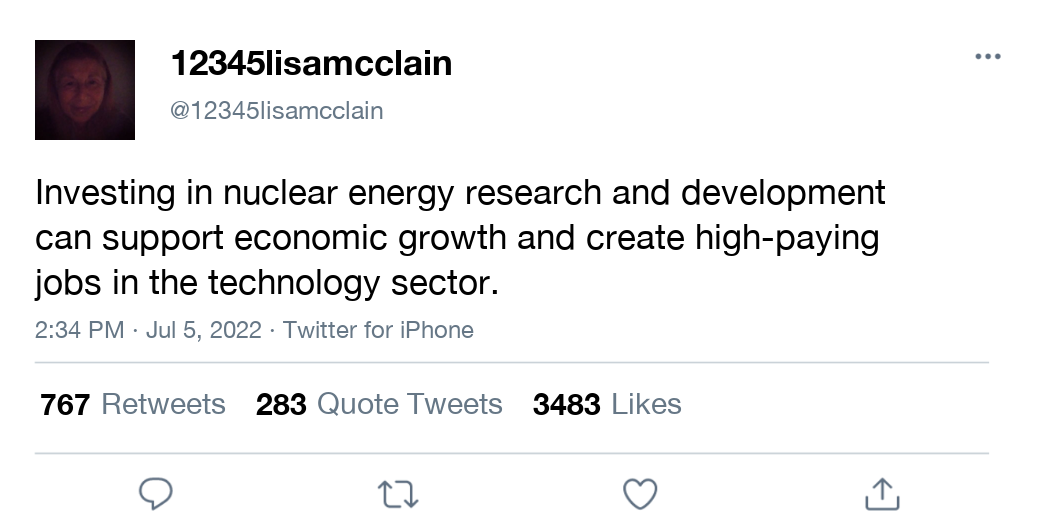 12345lisamcclain
@12345lisamcclain
Investing in nuclear energy research and development
can support economic growth and create high-paying
jobs in the technology sector.
2:34 PM · Jul 5, 2022 · Twitter for iPhone
767 Retweets 283 Quote Tweets 3483 Likes